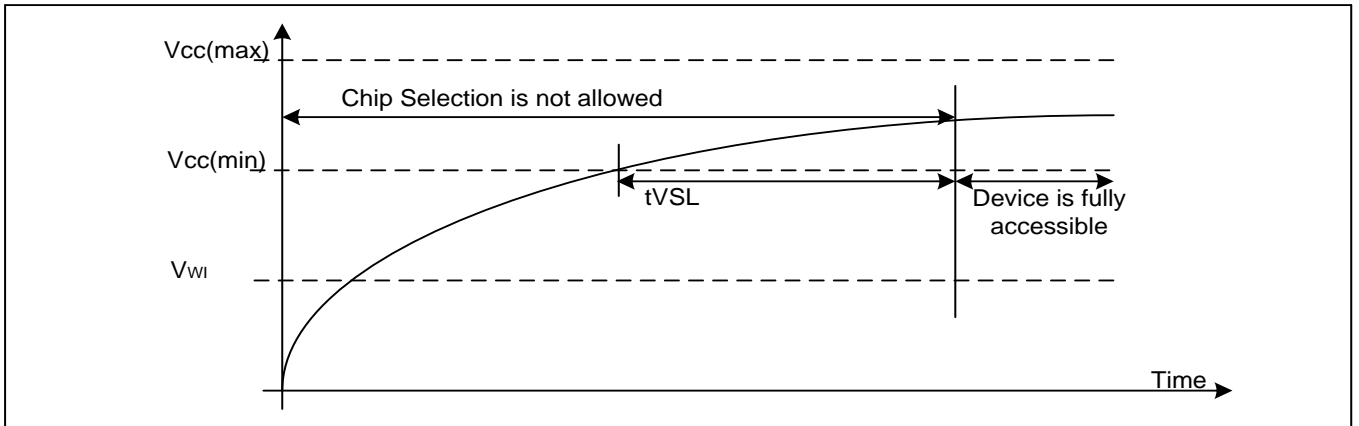 Vcc(max)
Chip Selection is not allowed
Vcc(min)
tVSL
Device is fully
accessible
VWI
Time